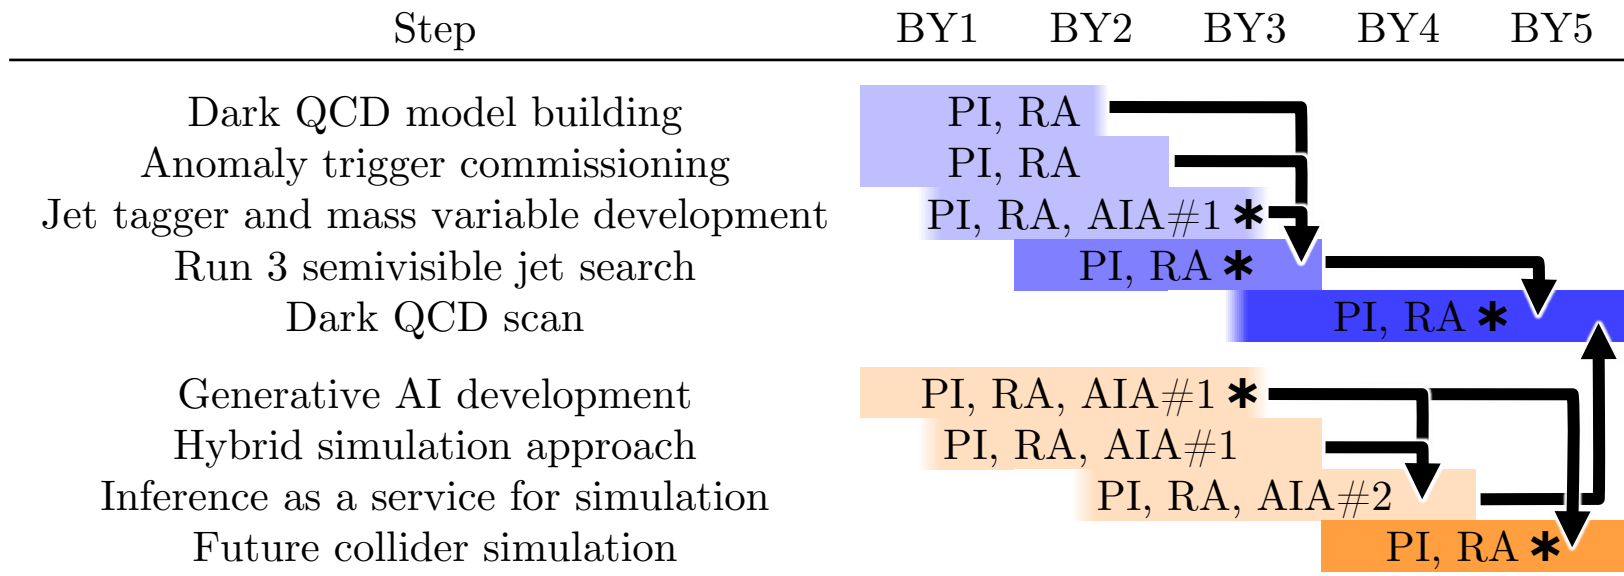 Step BY1 BY2 BY3 BY4 BY5
Dark QCD model building PI, RA
Anomaly trigger commissioning PI, RA
Jet tagger and mass variable development PI, RA, AIA#1 *
Run 3 semivisible jet search PI, RA *
Dark QCD scan PI, RA *
Generative AI development PI, RA, AIA#1 *
Hybrid simulation approach PI, RA, AIA#1
Inference as a service for simulation PI, RA, AIA#2
Future collider simulation PI, RA *